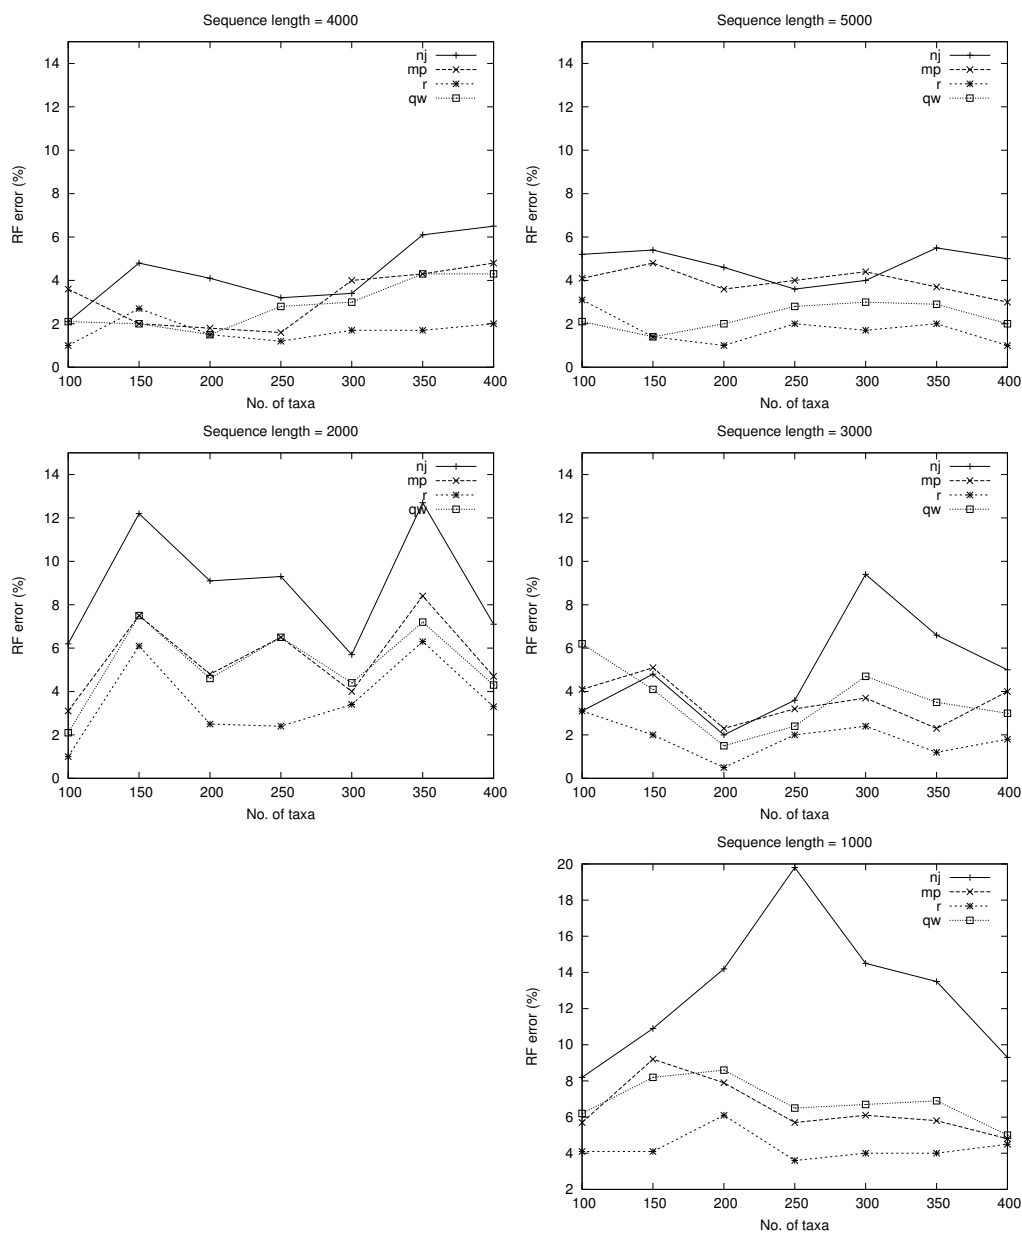 Sequence length = 4000
RF error (%)
14
12
10
8
6
4
2
0
nj
mp
r
qw
100 150 200 250 300 350 400
No. of taxa
Sequence length = 5000
RF error (%)
14
12
10
8
6
4
2
0
nj
mp
r
qw
100 150 200 250 300 350 400
No. of taxa
Sequence length = 2000
RF error (%)
14
12
10
8
6
4
2
0
nj
mp
r
qw
100 150 200 250 300 350 400
No. of taxa
Sequence length = 3000
RF error (%)
14
12
10
8
6
4
2
0
nj
mp
r
qw
100 150 200 250 300 350 400
No. of taxa
Sequence length = 1000
RF error (%)
20
18
16
14
12
10
8
6
4
2
nj
mp
r
qw
100 150 200 250 300 350 400
No. of taxa